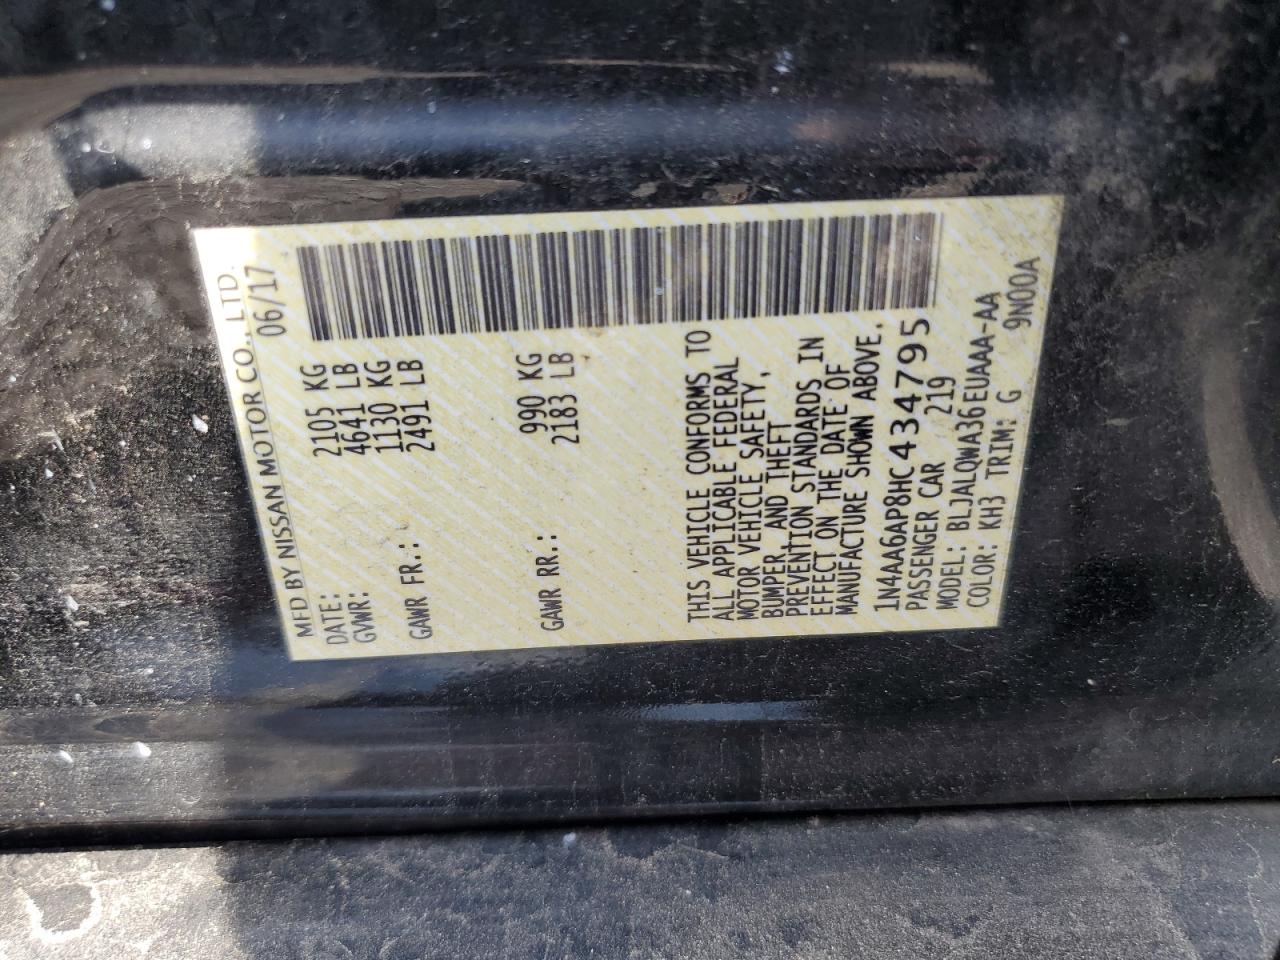 MFD BY NISSAN MOTOR CO., LTD.
DATE: 06/17
GVWR: 2105 KG
4641 LB
GAWR FR.: 1130 KG
2491 LB
GAWR RR.: 990 KG
2183 LB
THIS VEHICLE CONFORMS TO
ALL APPLICABLE FEDERAL
MOTOR VEHICLE SAFETY,
BUMPER, AND THEFT
PREVENTION STANDARDS IN
EFFECT ON THE DATE OF
MANUFACTURE SHOWN ABOVE.
1N4AA6AP8HC434795
PASSENGER CAR 219
MODEL: BLJALQWA36EUAAA-AA
COLOR: KH3 TRIM: G 9N00A